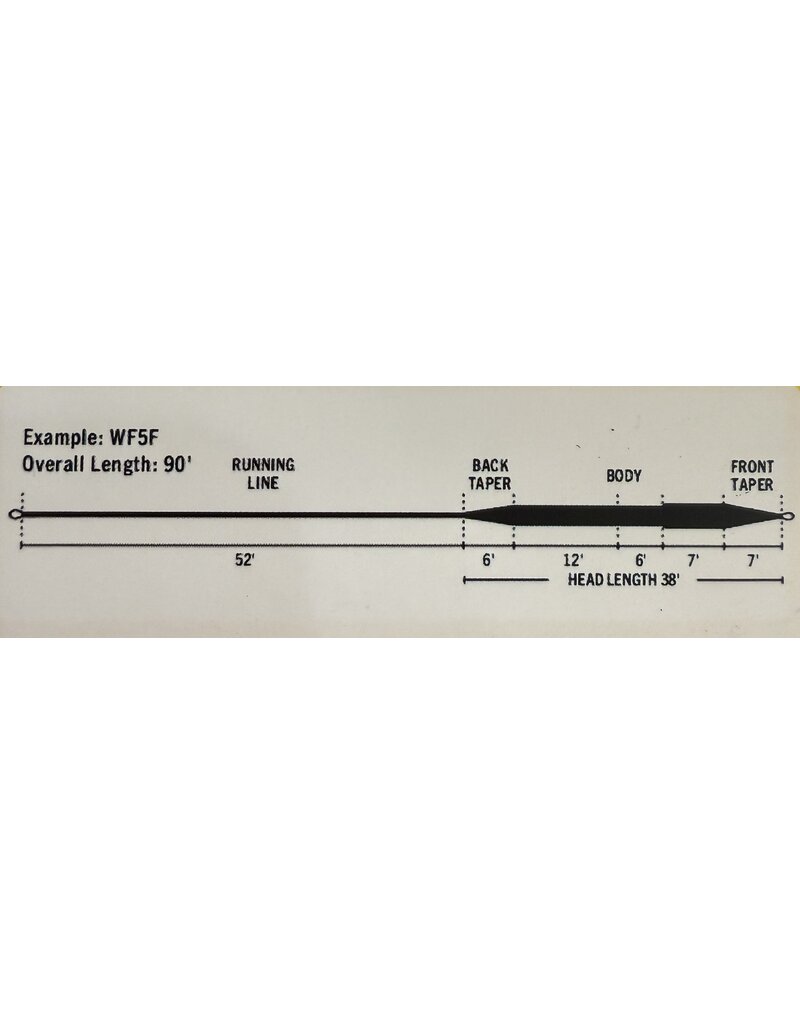 Example: WF5F
Overall Length: 90'
RUNNING
LINE
BACK
TAPER
BODY
FRONT
TAPER
52'
6'
12'
6'
7'
7'
HEAD LENGTH 38'